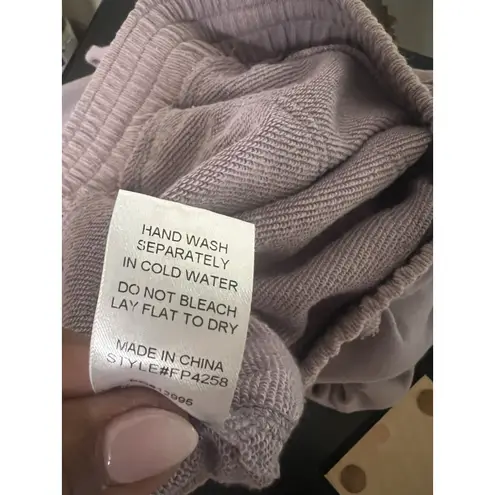 HAND WASH
SEPARATELY
IN COLD WATER
DO NOT BLEACH
LAY FLAT TO DRY
MADE IN CHINA
STYLE#FP4258